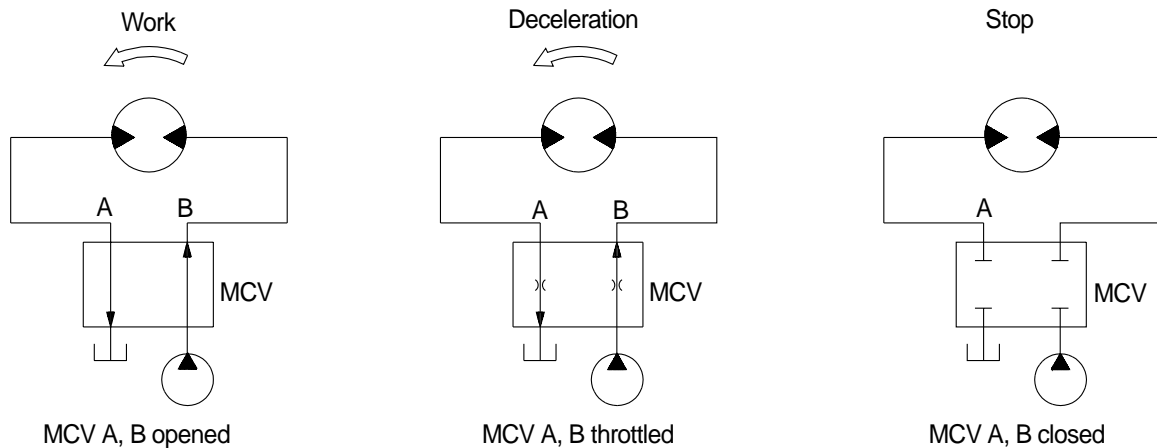 Work
Deceleration
Stop
A
B
A
B
A
MCV
MCV
MCV
MCV A, B opened
MCV A, B throttled
MCV A, B closed